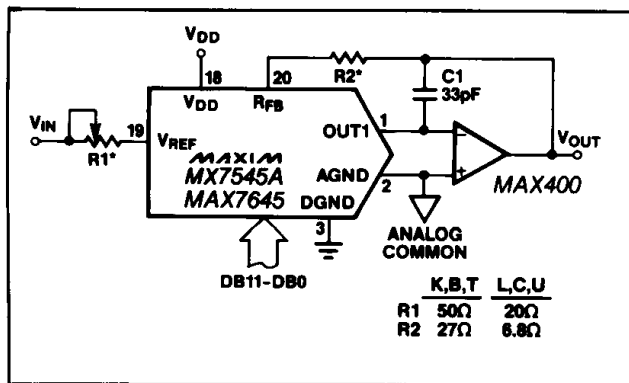 VDD
18
20
R2*
C1
33pF
VDD
RFB
VIN
19
R1*
VREF
OUT1
1
MAXIM
MX7545A
MAX7645
AGND
2
DGND
3
-
+
VOUT
MAX400
ANALOG
COMMON
DB11-DB0
K,B,T L,C,U
R1 50Ω 20Ω
R2 27Ω 6.8Ω